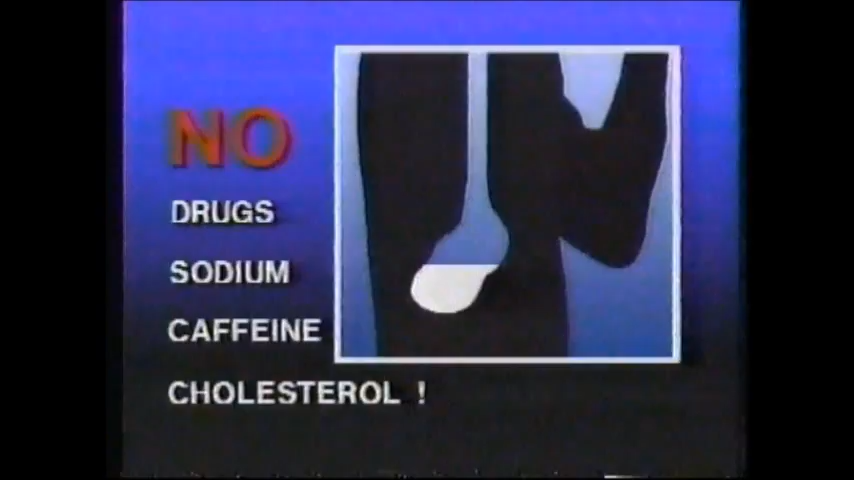 NO
DRUGS
SODIUM
CAFFEINE
CHOLESTEROL !